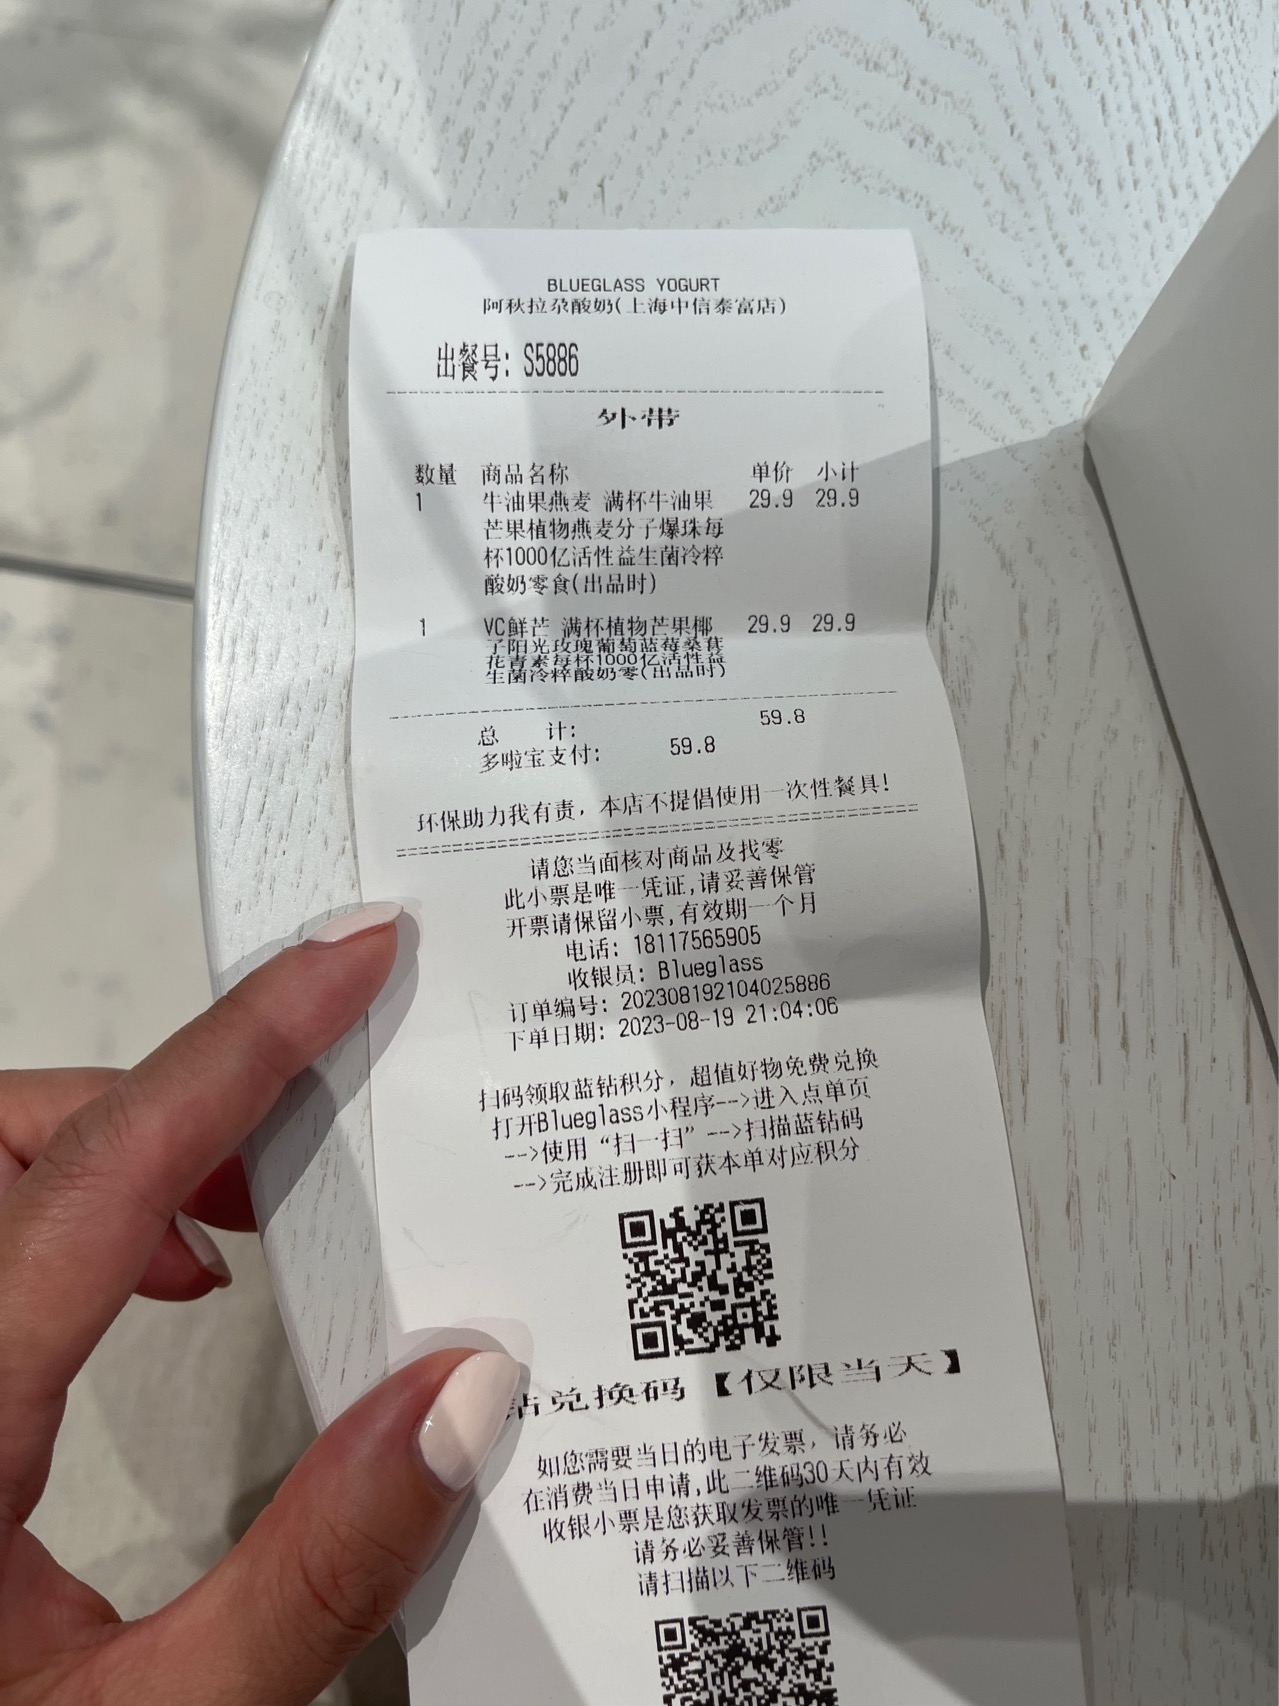 BLUEGLASS YOGURT
阿秋拉尕酸奶(上海中信泰富店)
出餐号: S5886
外带
数量 商品名称 单价 小计
1 牛油果燕麦 满杯牛油果 29.9 29.9
芒果植物燕麦分子爆珠每
杯1000亿活性益生菌冷粹
酸奶零食(出品时)
1 VC鲜芒 满杯植物芒果椰 29.9 29.9
子阳光玫瑰葡萄蓝莓桑葚
花青素每杯1000亿活性益
生菌冷粹酸奶零(出品时)
总 计: 59.8
多啦宝支付: 59.8
环保助力我有责，本店不提倡使用一次性餐具!
请您当面核对商品及找零
此小票是唯一凭证,请妥善保管
开票请保留小票,有效期一个月
电话: 18117565905
收银员: Blueglass
订单编号: 202308192104025886
下单日期: 2023-08-19 21:04:06
扫码领取蓝钻积分，超值好物免费兑换
打开Blueglass小程序-->进入点单页
-->使用“扫一扫”-->扫描蓝钻码
-->完成注册即可获本单对应积分
钻兑换码【仅限当天】
如您需要当日的电子发票，请务必
在消费当日申请,此二维码30天内有效
收银小票是您获取发票的唯一凭证
请务必妥善保管!!
请扫描以下二维码